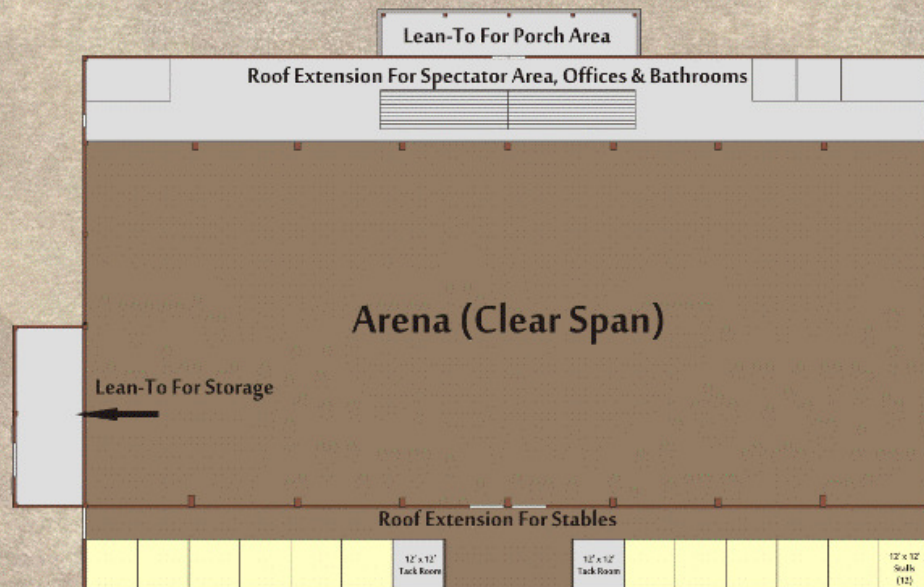 Lean-To For Porch Area
Roof Extension For Spectator Area, Offices & Bathrooms
Arena (Clear Span)
Lean-To For Storage
Roof Extension For Stables
12' x 12'
Tack Room
12' x 12'
Tack Room
12' x 12'
Stalls
(12)